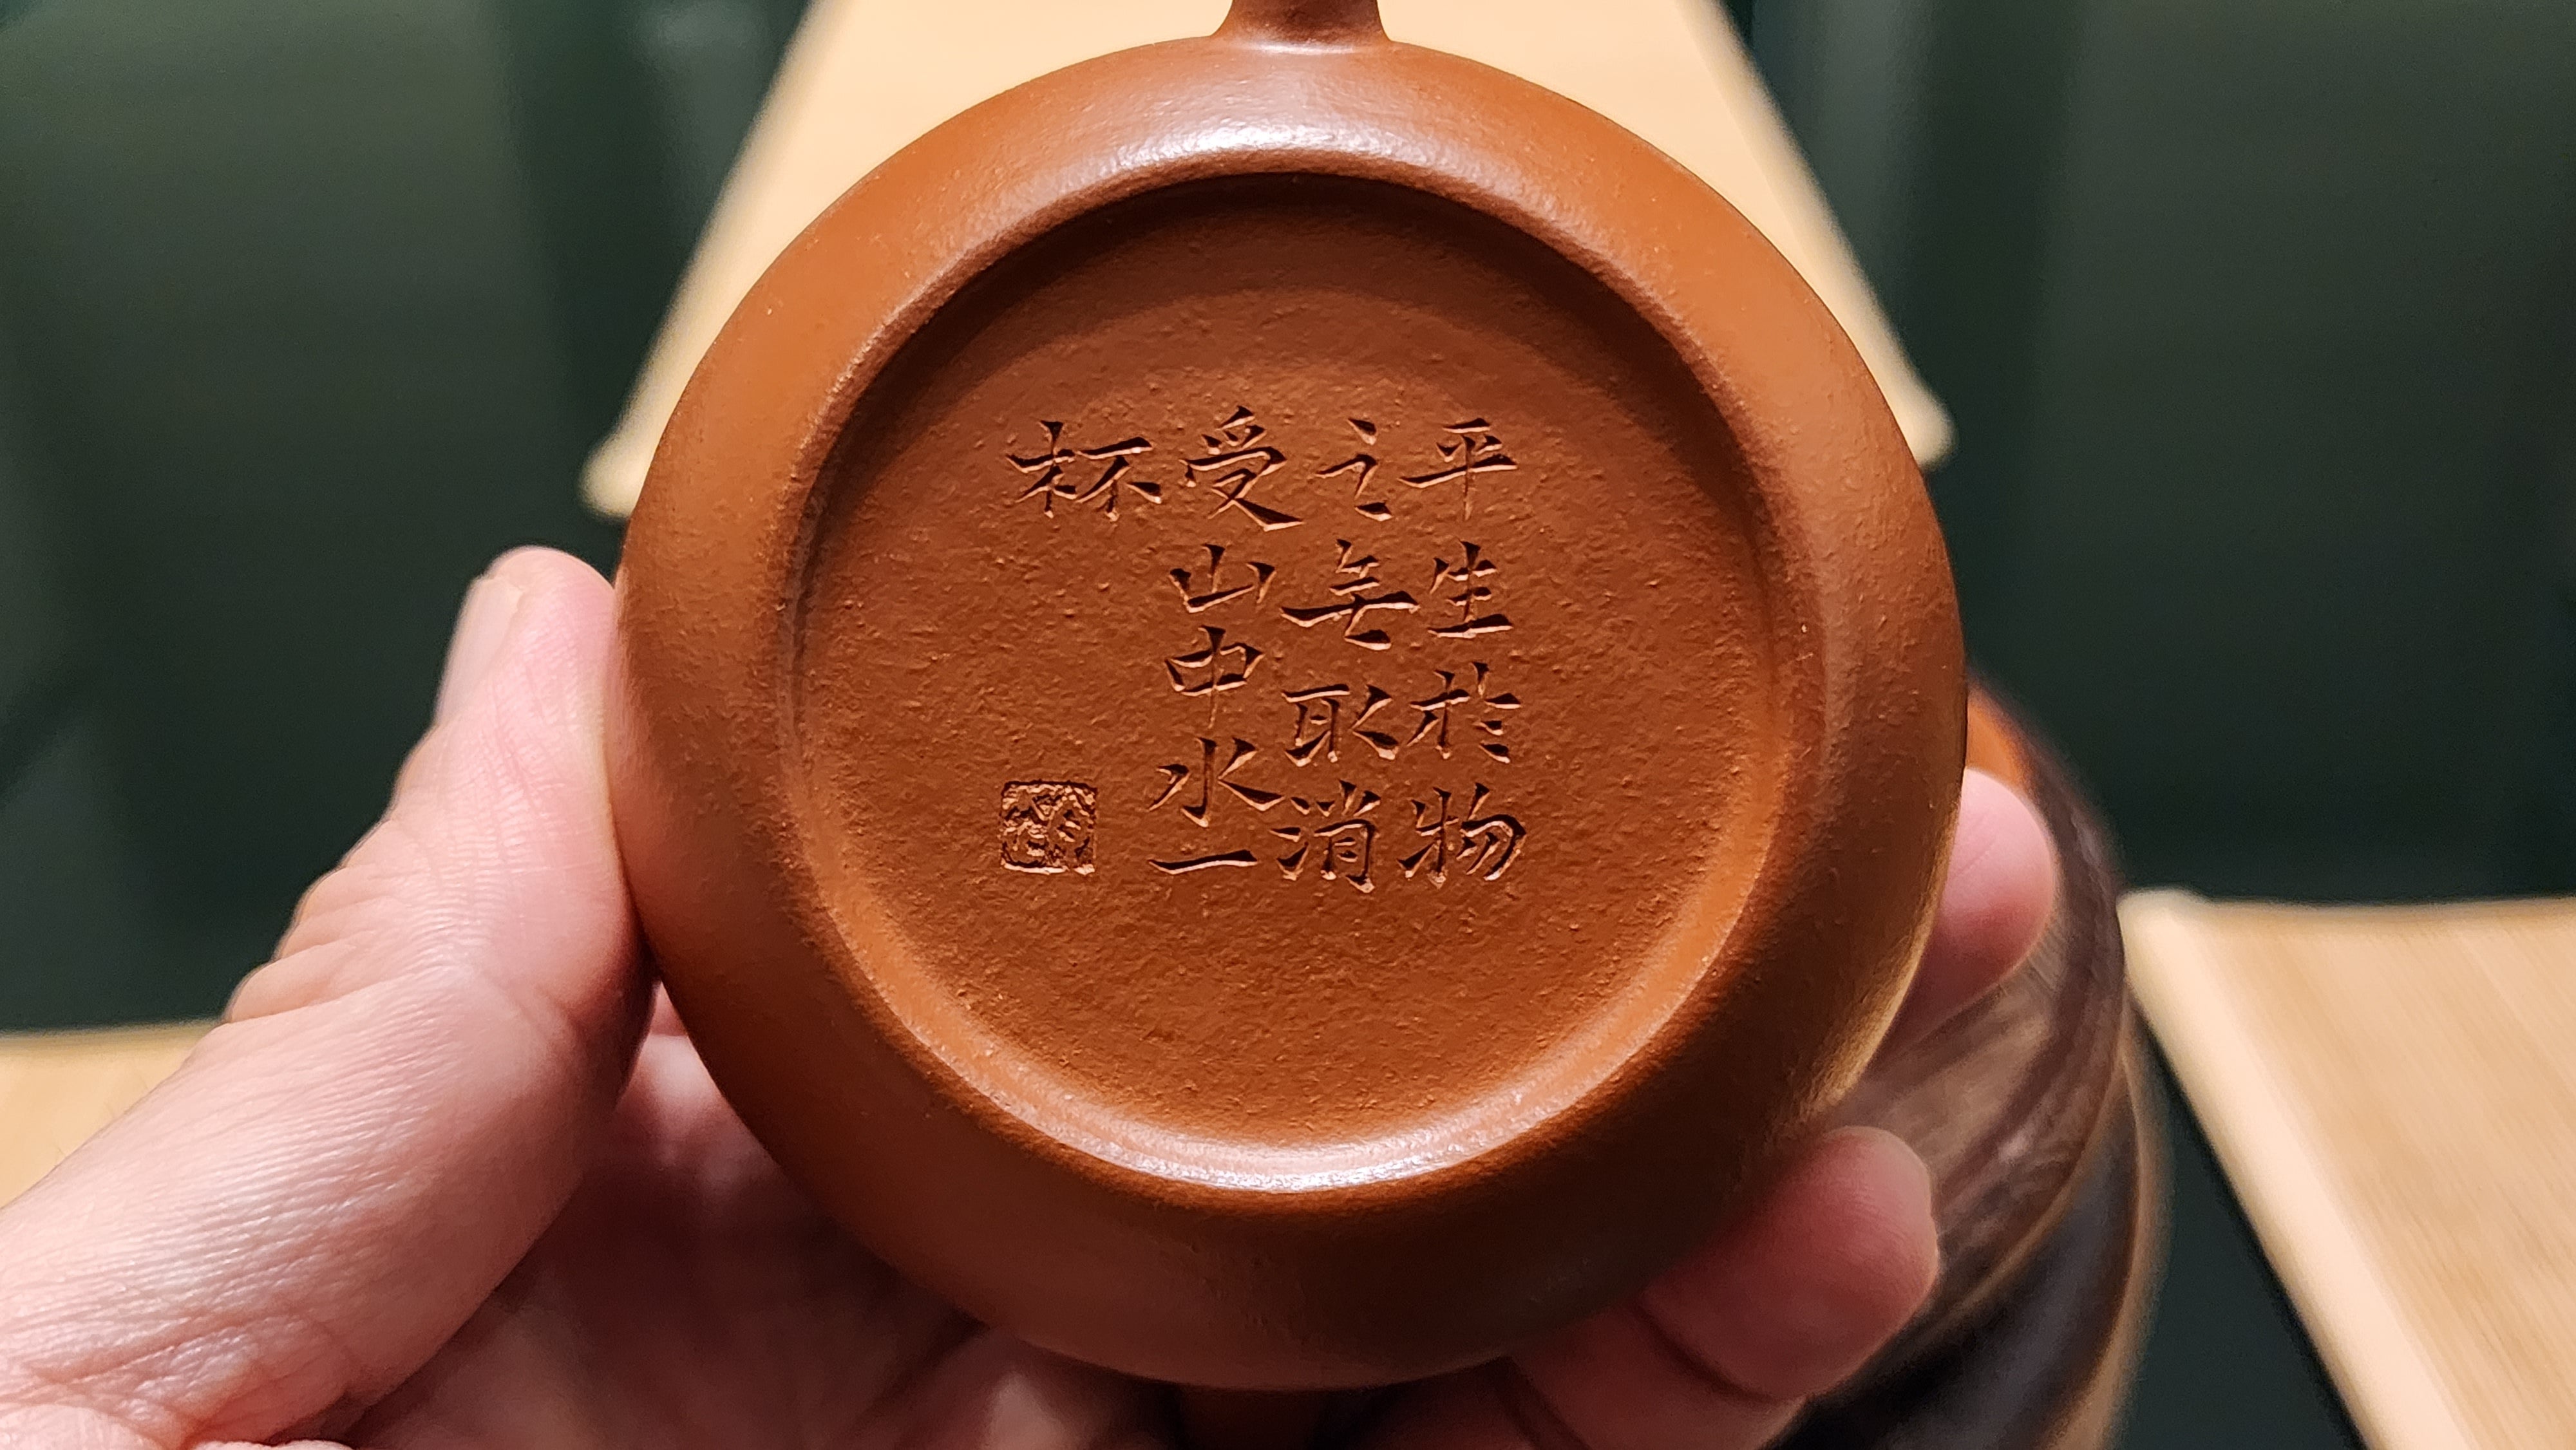 平生於物
之無取消
受山中水一
杯